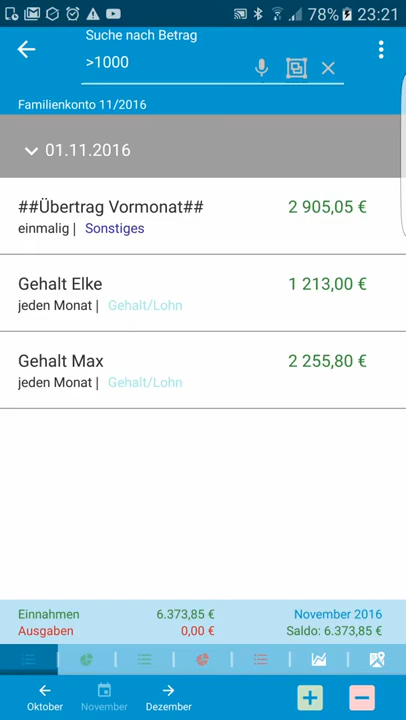 78% 23:21
Suche nach Betrag
>1000
Familienkonto 11/2016
01.11.2016
##Übertrag Vormonat## 2 905,05 €
einmalig | Sonstiges
Gehalt Elke 1 213,00 €
jeden Monat | Gehalt/Lohn
Gehalt Max 2 255,80 €
jeden Monat | Gehalt/Lohn
Einnahmen 6.373,85 € November 2016
Ausgaben 0,00 € Saldo: 6.373,85 €
Oktober November Dezember